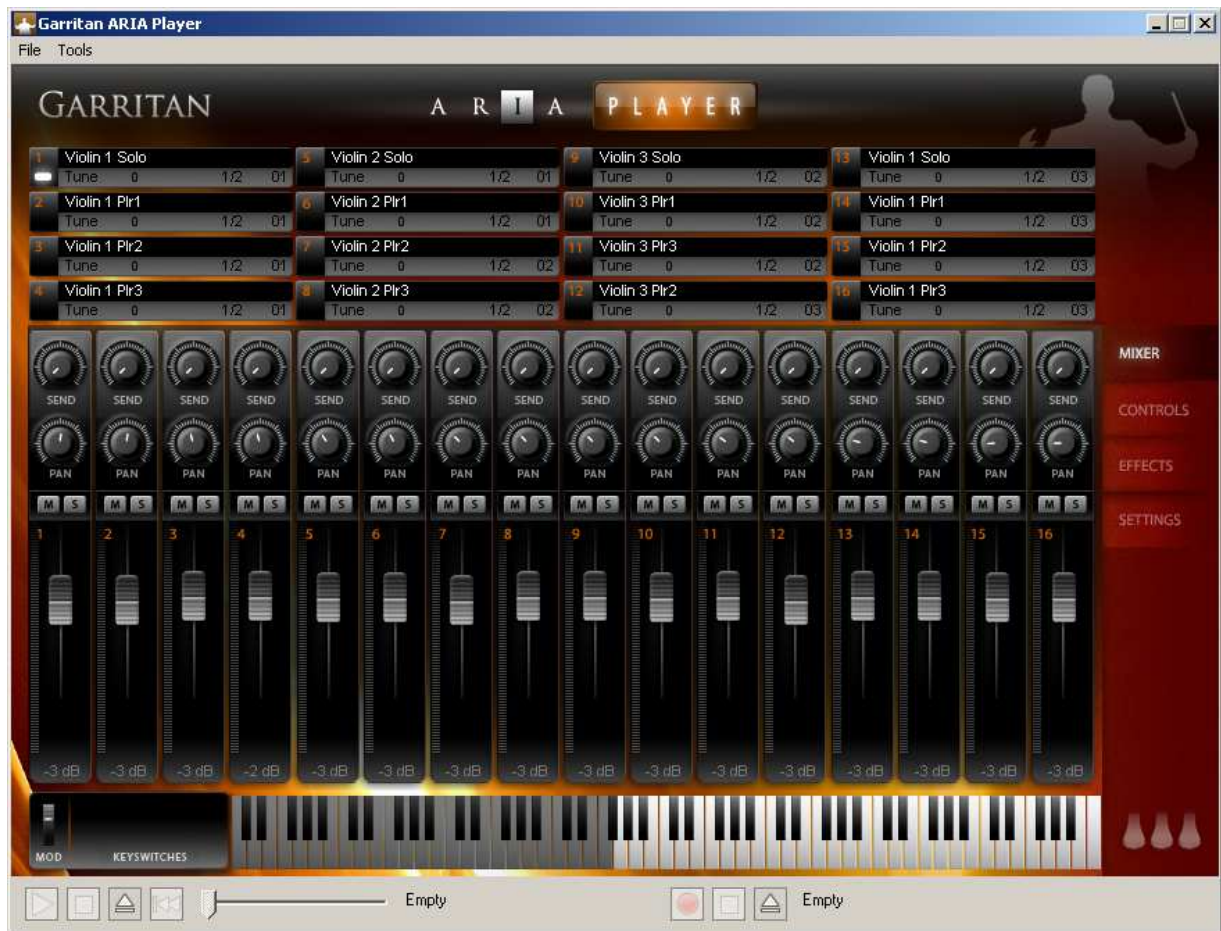 Garritan ARIA Player
File Tools
GARRITAN ARIA PLAYER
1 Violin 1 Solo 5 Violin 2 Solo 9 Violin 3 Solo 13 Violin 1 Solo
Tune 0 1/2 01 Tune 0 1/2 01 Tune 0 1/2 02 Tune 0 1/2 03
2 Violin 1 Plr1 6 Violin 2 Plr1 10 Violin 3 Plr1 14 Violin 1 Plr1
Tune 0 1/2 01 Tune 0 1/2 01 Tune 0 1/2 02 Tune 0 1/2 03
3 Violin 1 Plr2 7 Violin 2 Plr2 11 Violin 3 Plr3 15 Violin 1 Plr2
Tune 0 1/2 01 Tune 0 1/2 02 Tune 0 1/2 02 Tune 0 1/2 03
4 Violin 1 Plr3 8 Violin 2 Plr3 12 Violin 3 Plr2 16 Violin 1 Plr3
Tune 0 1/2 01 Tune 0 1/2 02 Tune 0 1/2 03 Tune 0 1/2 03
MIXER
SEND SEND SEND SEND SEND SEND SEND SEND SEND SEND SEND SEND SEND SEND SEND SEND
CONTROLS
EFFECTS
PAN PAN PAN PAN PAN PAN PAN PAN PAN PAN PAN PAN PAN PAN PAN PAN
M S M S M S M S M S M S M S M S M S M S M S M S M S M S M S M S
SETTINGS
1 2 3 4 5 6 7 8 9 10 11 12 13 14 15 16
-3 dB -3 dB -3 dB -2 dB -3 dB -3 dB -3 dB -3 dB -3 dB -3 dB -3 dB -3 dB -3 dB -3 dB -3 dB -3 dB
MOD KEYSWITCHES
Empty Empty